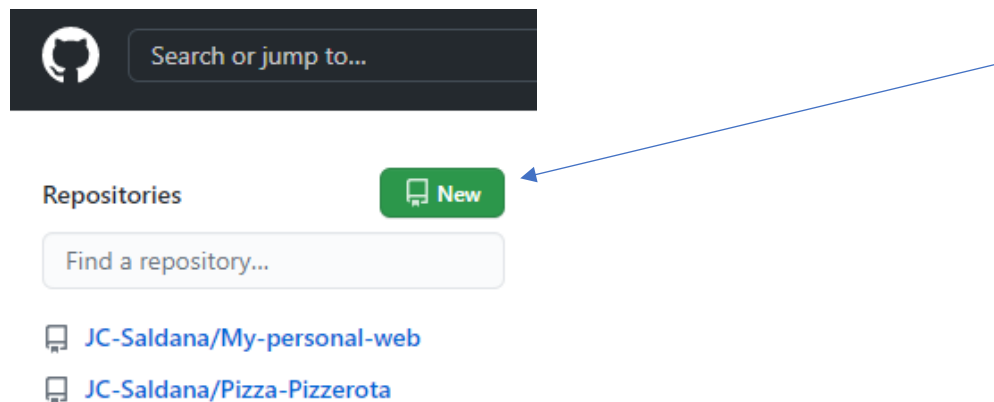 Search or jump to...
Repositories
New
Find a repository...
JC-Saldana/My-personal-web
JC-Saldana/Pizza-Pizzerota